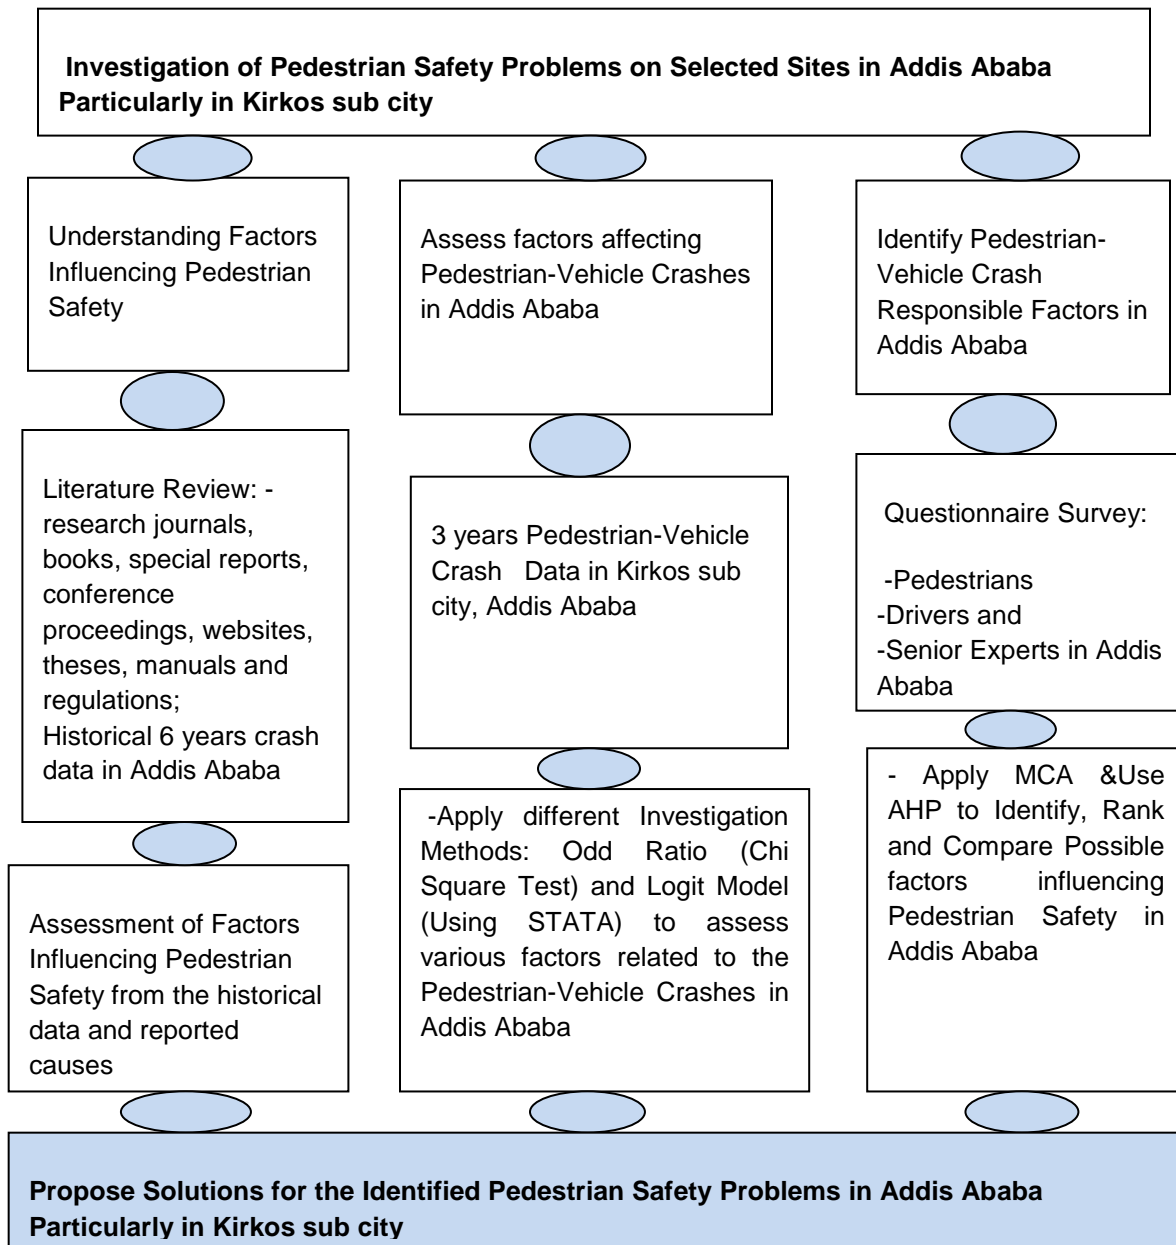 Investigation of Pedestrian Safety Problems on Selected Sites in Addis Ababa
Particularly in Kirkos sub city
Understanding Factors
Influencing Pedestrian
Safety
Assess factors affecting
Pedestrian-Vehicle Crashes
in Addis Ababa
Identify Pedestrian-
Vehicle Crash
Responsible Factors in
Addis Ababa
Literature Review: -
research journals,
books, special reports,
conference
proceedings, websites,
theses, manuals and
regulations;
Historical 6 years crash
data in Addis Ababa
3 years Pedestrian-Vehicle
Crash Data in Kirkos sub
city, Addis Ababa
Questionnaire Survey:
-Pedestrians
-Drivers and
-Senior Experts in Addis
Ababa
Assessment of Factors
Influencing Pedestrian
Safety from the historical
data and reported
causes
-Apply different Investigation
Methods: Odd Ratio (Chi
Square Test) and Logit Model
(Using STATA) to assess
various factors related to the
Pedestrian-Vehicle Crashes in
Addis Ababa
- Apply MCA &Use
AHP to Identify, Rank
and Compare Possible
factors influencing
Pedestrian Safety in
Addis Ababa
Propose Solutions for the Identified Pedestrian Safety Problems in Addis Ababa
Particularly in Kirkos sub city